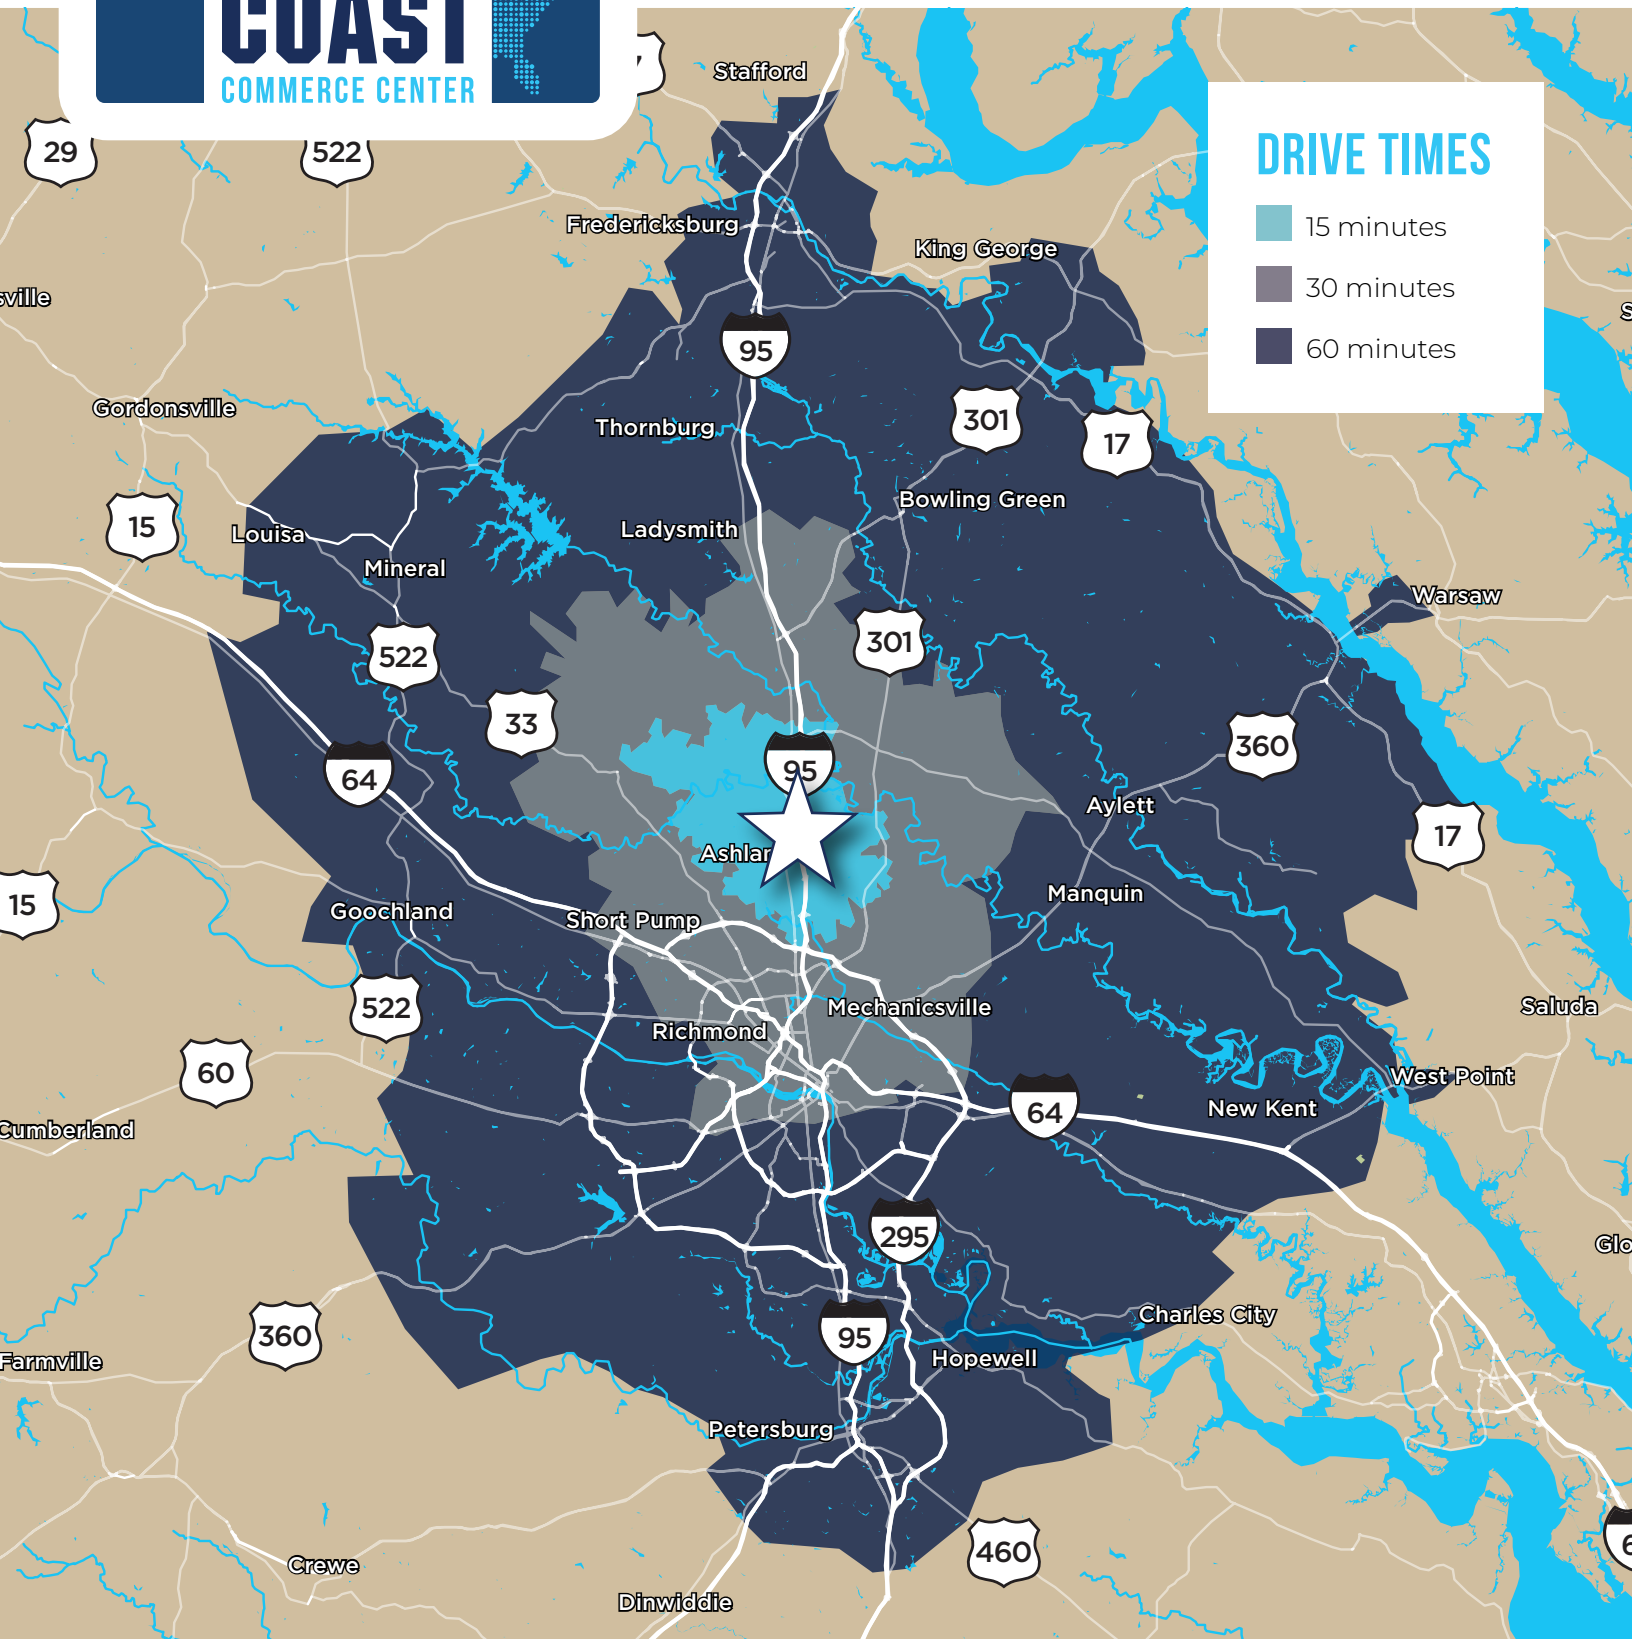 COAST
COMMERCE CENTER
DRIVE TIMES
15 minutes
30 minutes
60 minutes
Stafford
29
522
Fredericksburg
King George
sville
95
Gordonsville
Thornburg
301
17
Bowling Green
15
Louisa
Ladysmith
Mineral
Warsaw
522
301
33
95
360
64
Aylett
17
Ashlan
Manquin
15
Goochland
Short Pump
522
Mechanicsville
Saluda
Richmond
60
West Point
64
New Kent
Cumberland
295
Glo
Charles City
360
95
Hopewell
Farmville
Petersburg
460
Crewe
Dinwiddie